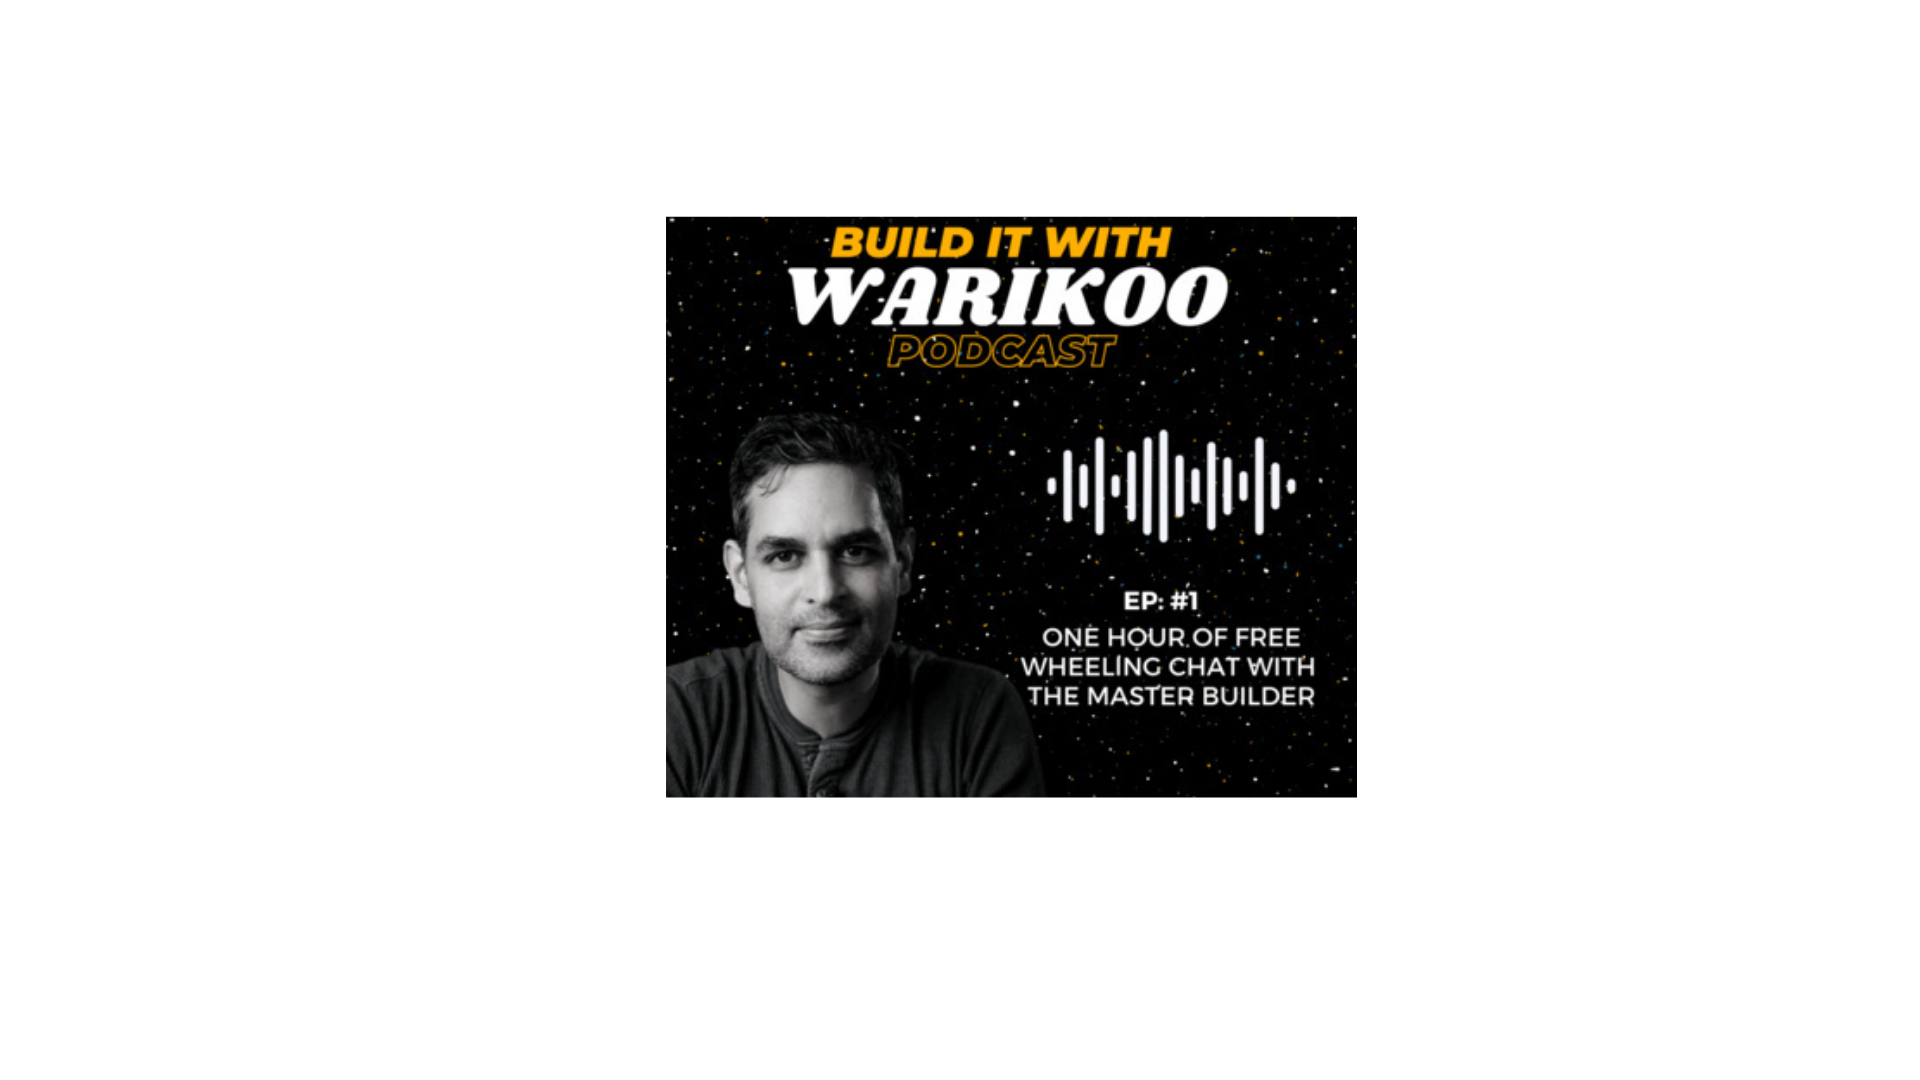 BUILD IT WITH
WARIKOO
PODCAST
EP: #1
ONE HOUR OF FREE
WHEELING CHAT WITH
THE MASTER BUILDER